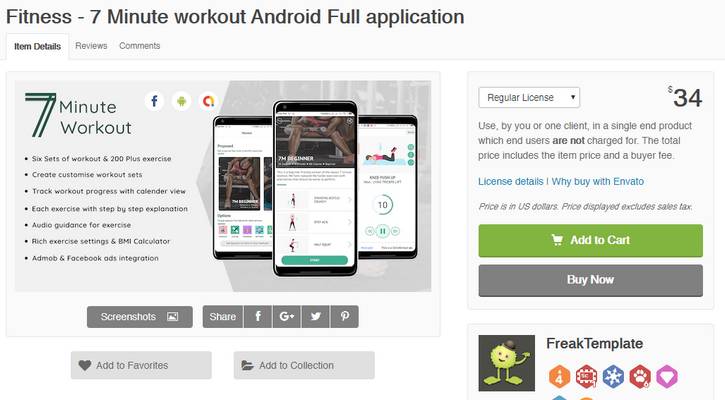 Fitness - 7 Minute workout Android Full application
Item Details
Reviews
Comments
7 Minute
Workout
Six Sets of workout & 200 Plus exercise
Create customise workout sets
Track workout progress with calender view
Each exercise with step by step explanation
Audio guidance for exercise
Rich exercise settings & BMI Calculator
Admob & Facebook ads integration
Proposed
Options
7M BEGINNER
STEP ADS
HALF SQUAT
START
KNEE PUSH UP
10
Screenshots
Share
Add to Favorites
Add to Collection
Regular License
$34
Use, by you or one client, in a single end product
which end users are not charged for. The total
price includes the item price and a buyer fee.
License details | Why buy with Envato
Price is in US dollars. Price displayed excludes sales tax.
Add to Cart
Buy Now
FreakTemplate